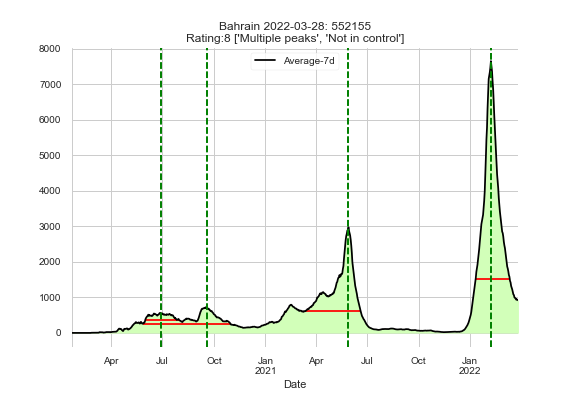 Bahrain 2022-03-28: 552155
Rating:8 ['Multiple peaks', 'Not in control']
Average-7d
8000
7000
6000
5000
4000
3000
2000
1000
0
Apr Jul Oct Jan Apr Jul Oct Jan
2021 2022
Date